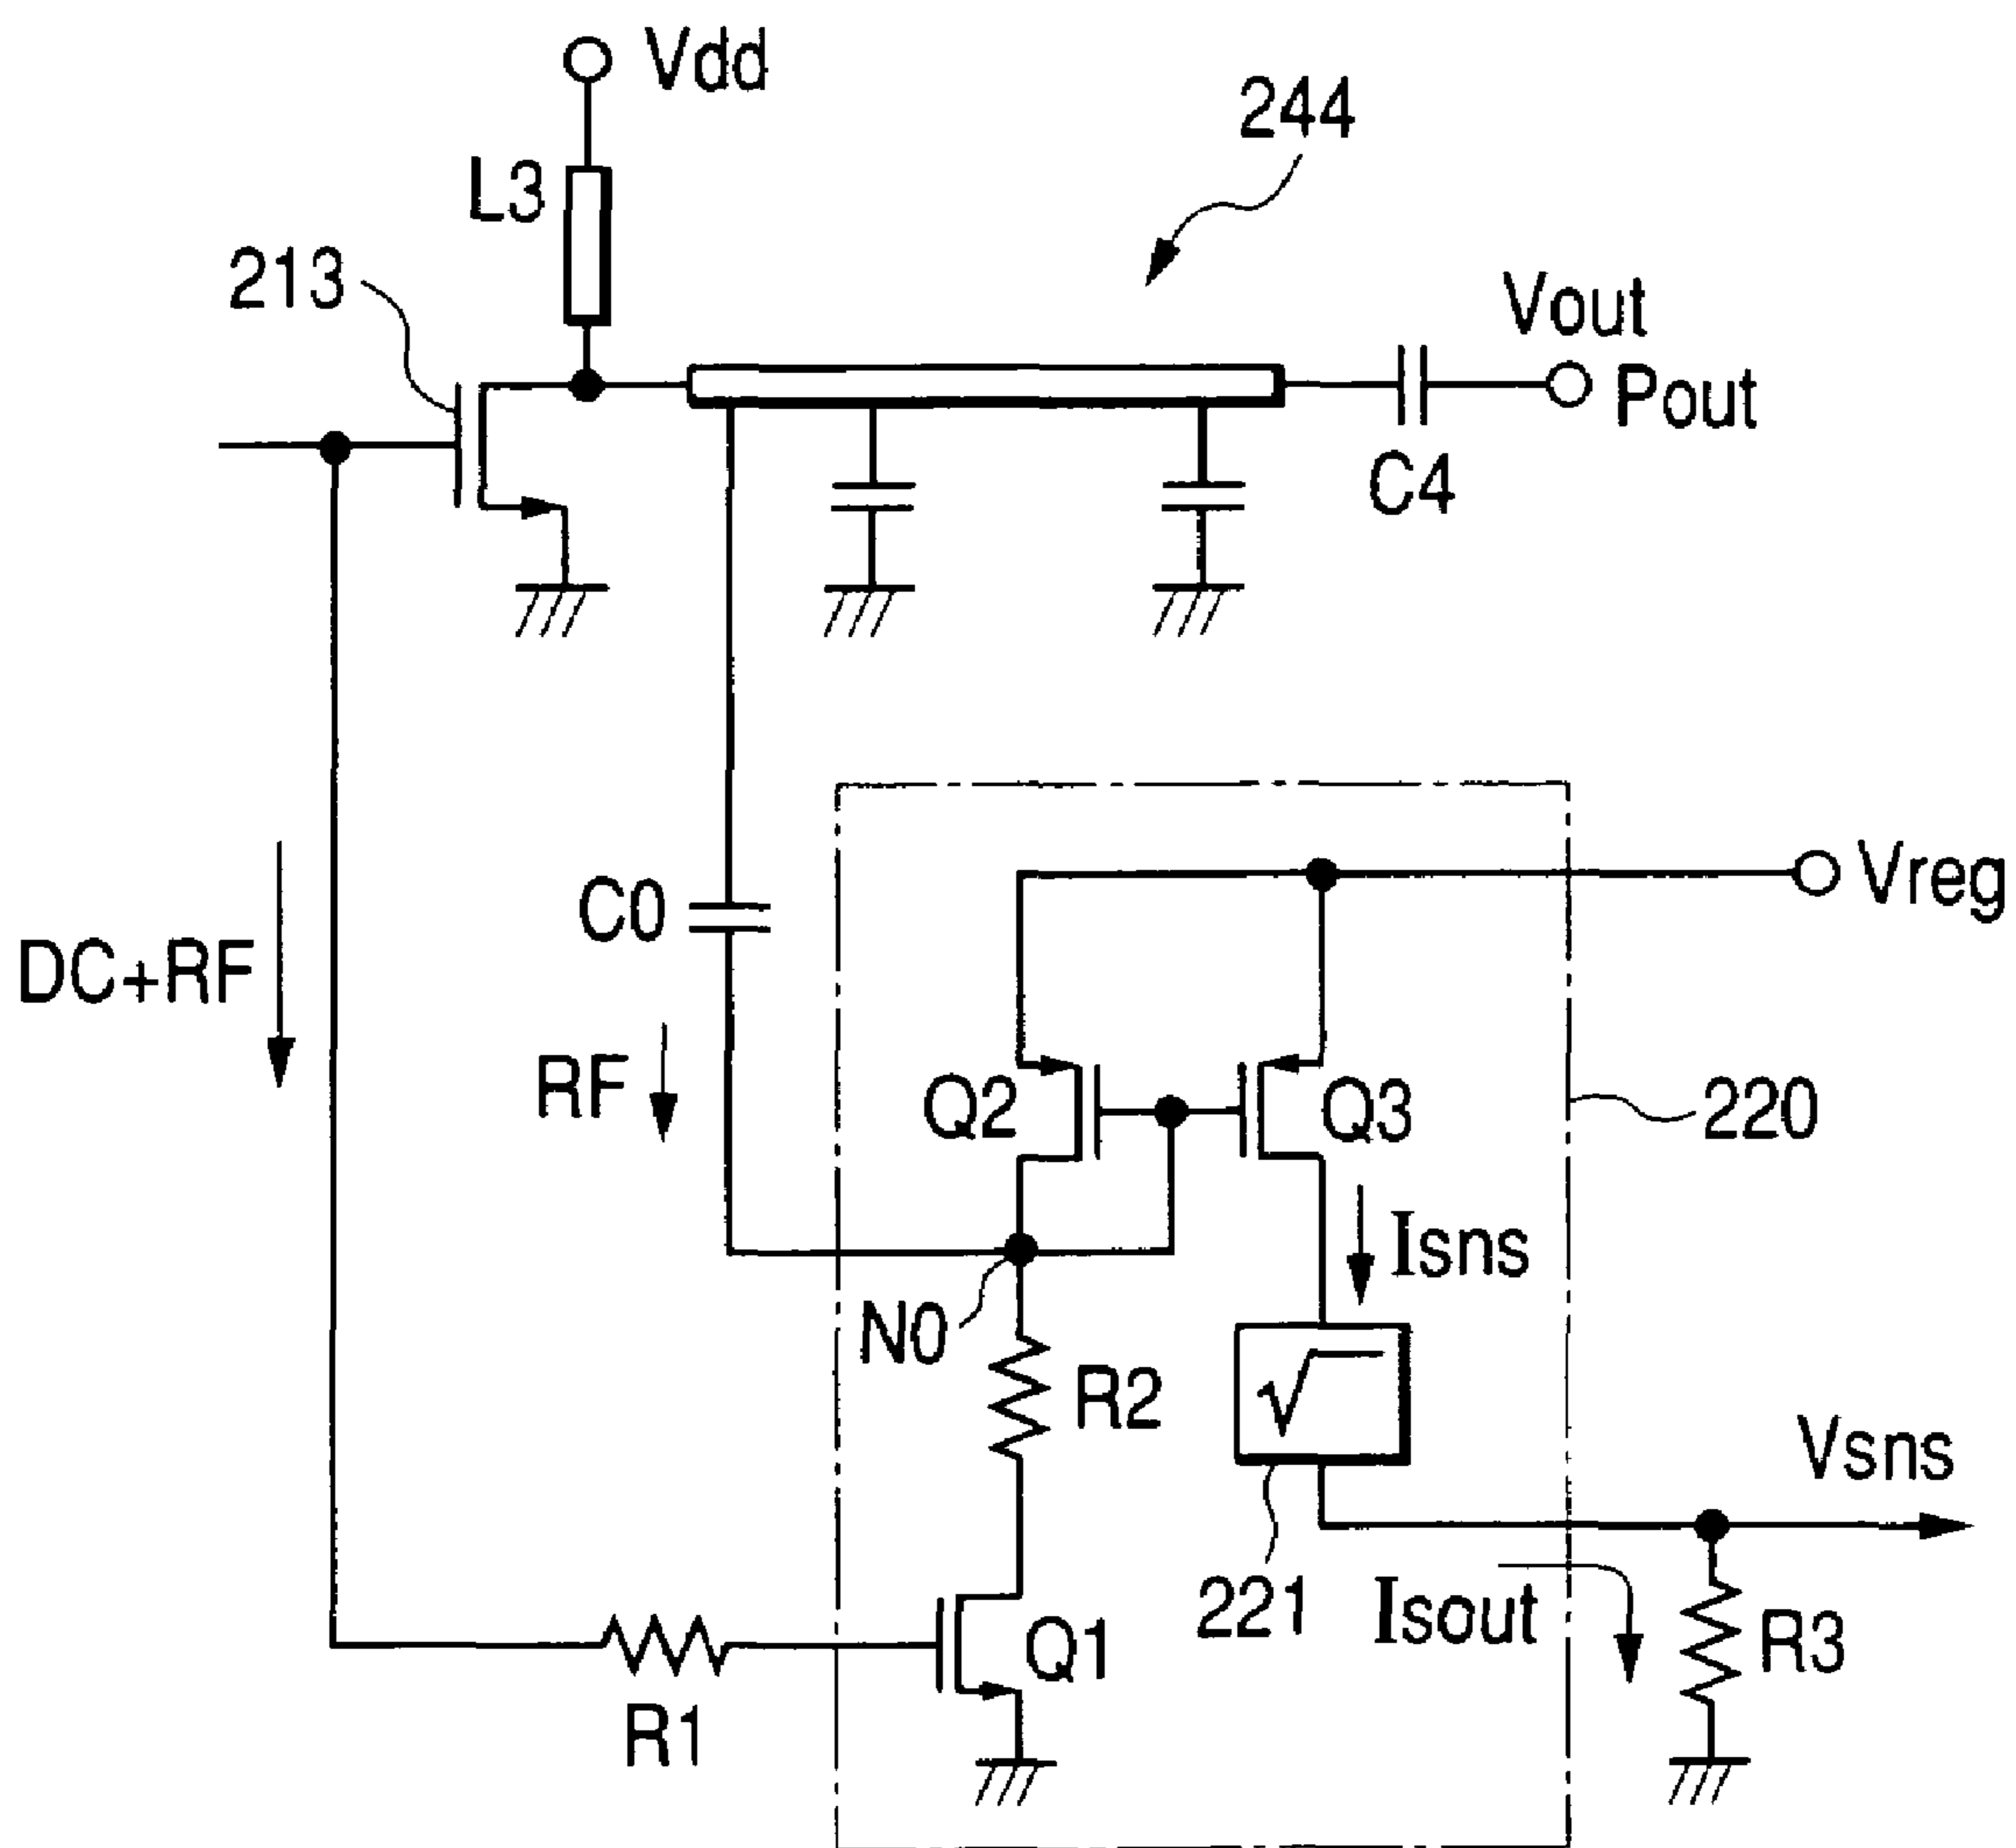 Vdd
244
L3
213
Vout
Pout
C4
Vreg
C0
DC+RF
RF
Q2
Q3
220
Isns
N0
R2
√
Vsns
221
Isout
Q1
R3
R1